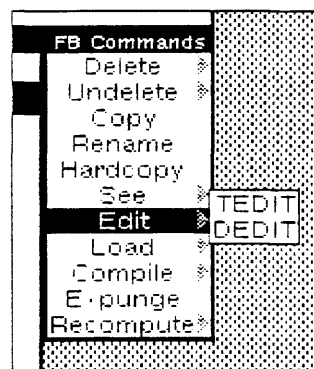 FB Commands
Delete
Undelete
Copy
Rename
Hardcopy
See
Edit
TEDIT
DEDIT
Load
Compile
E·punge
Recompute